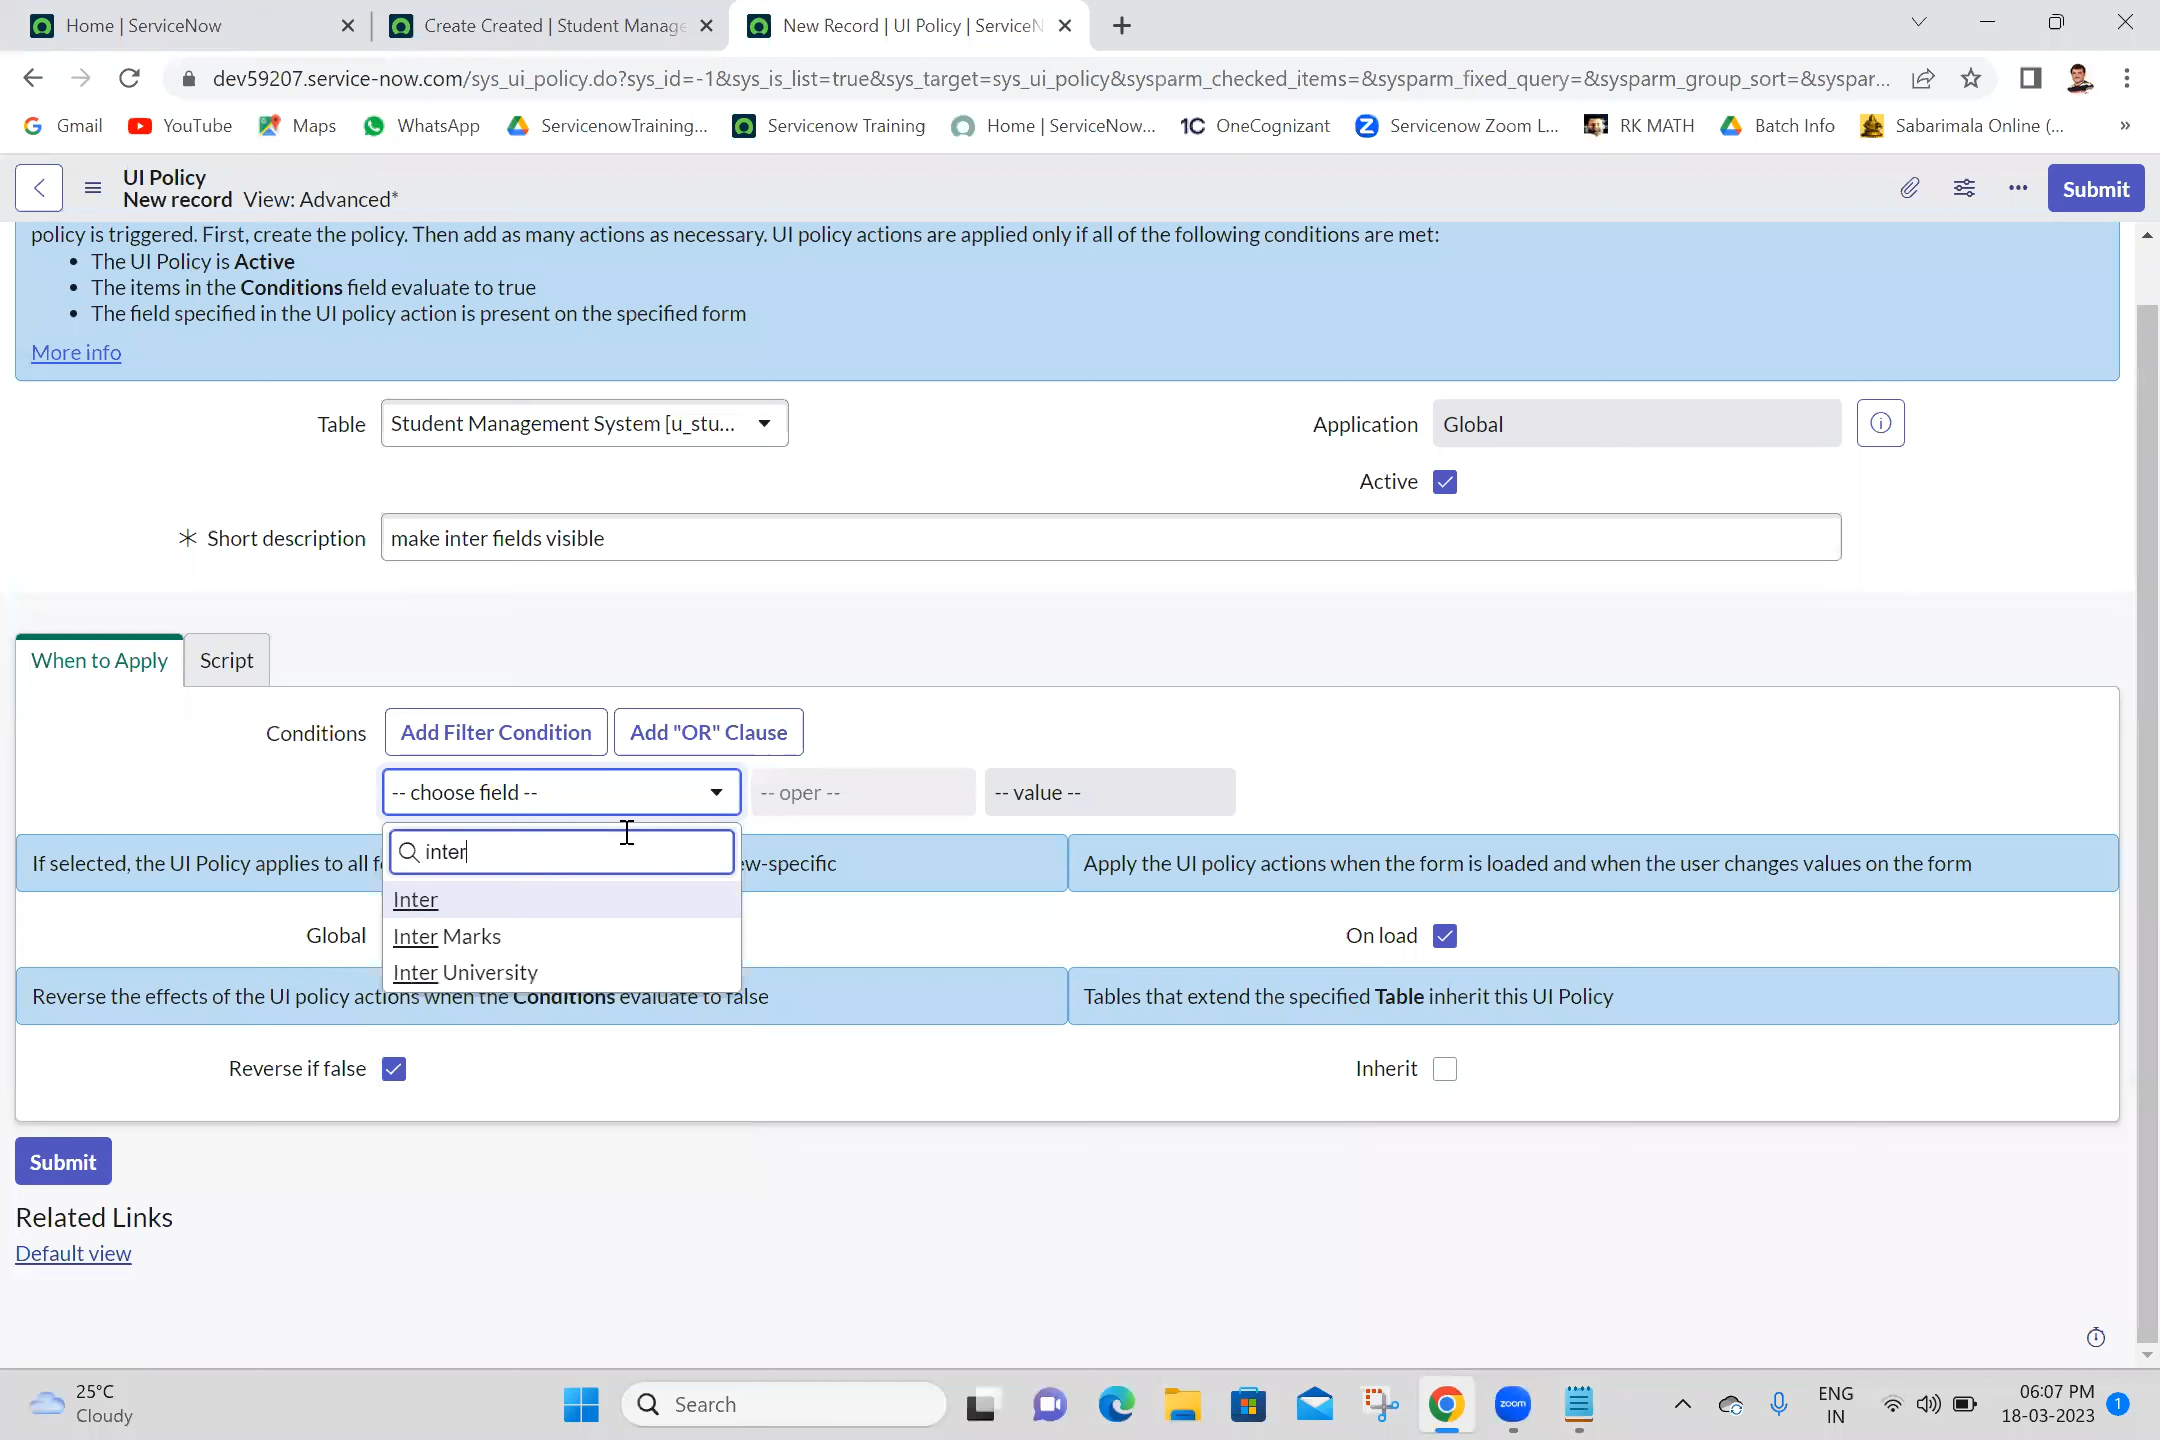 Home | ServiceNow
Create Created | Student Manage
New Record | UI Policy | ServiceN
dev59207.service-now.com/sys_ui_policy.do?sys_id=-1&sys_is_list=true&sys_target=sys_ui_policy&sysparm_checked_items=&sysparm_fixed_query=&sysparm_group_sort=&syspar...
Gmail
YouTube
Maps
WhatsApp
ServicenowTraining...
Servicenow Training
Home | ServiceNow...
1C OneCognizant
Servicenow Zoom L...
RK MATH
Batch Info
Sabarimala Online (...
»
UI Policy
New record View: Advanced*
Submit
policy is triggered. First, create the policy. Then add as many actions as necessary. UI policy actions are applied only if all of the following conditions are met:
• The UI Policy is Active
• The items in the Conditions field evaluate to true
• The field specified in the UI policy action is present on the specified form
More info
Table
Student Management System [u_stu...
Application
Global
Active
* Short description
make inter fields visible
When to Apply
Script
Conditions
Add Filter Condition
Add "OR" Clause
-- choose field --
-- oper --
-- value --
inter
Inter
Inter Marks
Inter University
If selected, the UI Policy applies to all f
w-specific
Apply the UI policy actions when the form is loaded and when the user changes values on the form
Global
On load
Reverse the effects of the UI policy actions when the Conditions evaluate to false
Tables that extend the specified Table inherit this UI Policy
Reverse if false
Inherit
Submit
Related Links
Default view
25°C
Cloudy
Search
zoom
ENG
IN
06:07 PM
18-03-2023
1